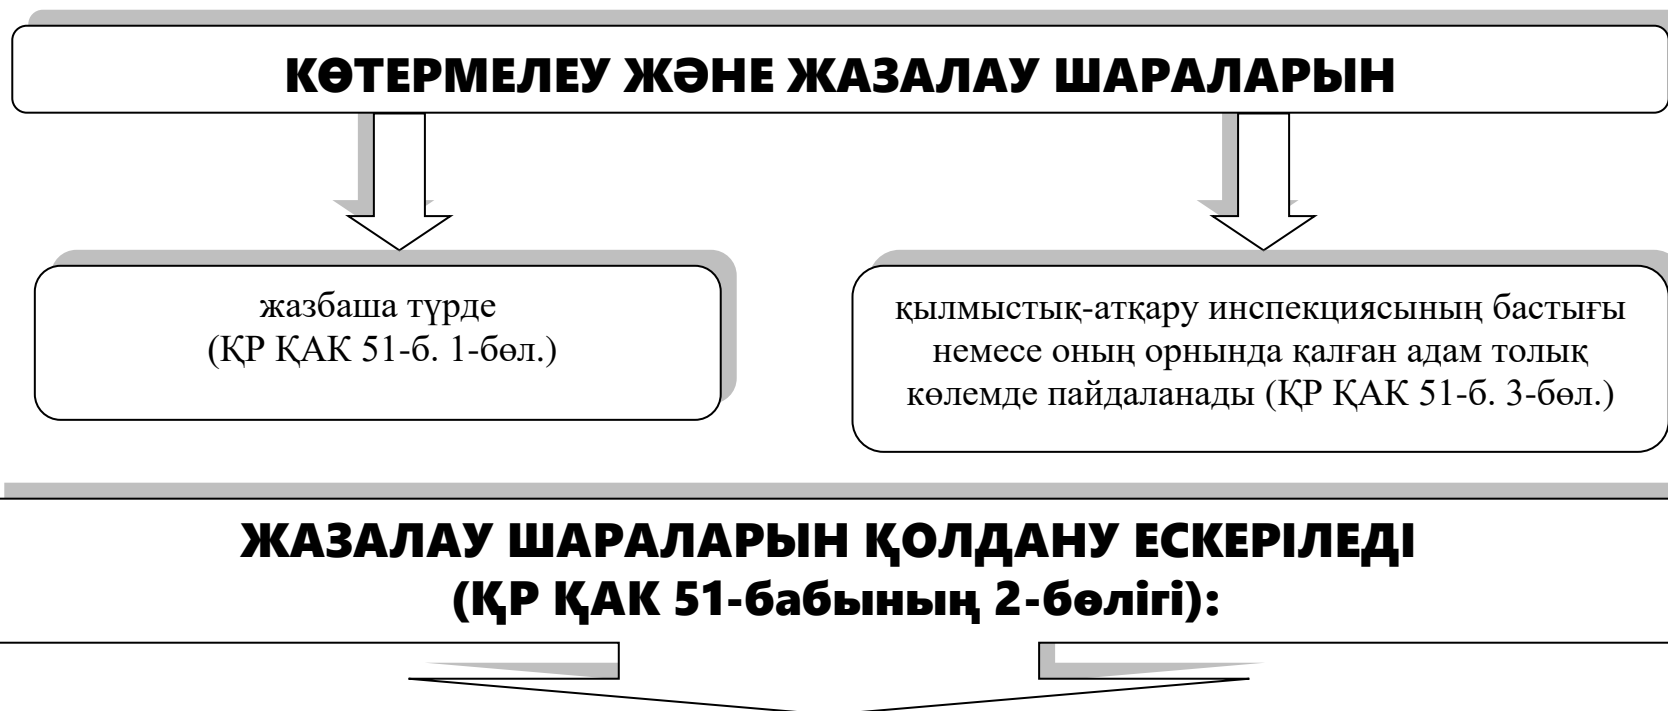 КӨТЕРМЕЛЕУ ЖӘНЕ ЖАЗАЛАУ ШАРАЛАРЫН
жазбаша түрде
(ҚР ҚАК 51-б. 1-бөл.)
қылмыстық-атқару инспекциясының бастығы
немесе оның орнында қалған адам толық
көлемде пайдаланады (ҚР ҚАК 51-б. 3-бөл.)
ЖАЗАЛАУ ШАРАЛАРЫН ҚОЛДАНУ ЕСКЕРІЛЕДІ
(ҚР ҚАК 51-бабының 2-бөлігі):